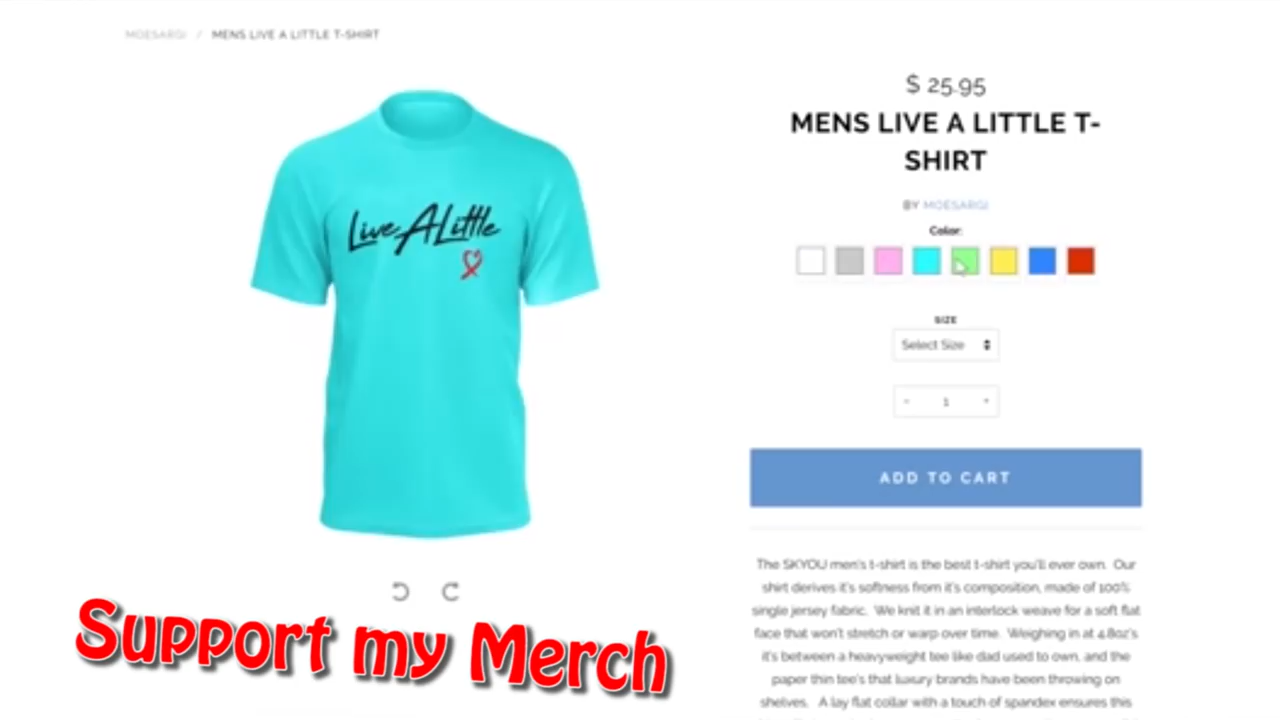 MOESARGI / MENS LIVE A LITTLE T-SHIRT
$ 25.95
MENS LIVE A LITTLE T-
SHIRT
BY MOESARGI
Color:
SIZE
Select Size
- 1 +
ADD TO CART
Live A Little
The SKYOU men's t-shirt is the best t-shirt you'll ever own. Our
shirt derives it's softness from it's composition, made of 100%
single jersey fabric. We knit it in an interlock weave for a soft flat
face that won't stretch or warp over time. Weighing in at 4.8oz's
it's between a heavyweight tee like dad used to own, and the
paper thin tee's that luxury brands have been throwing on
shelves. A lay flat collar with a touch of spandex ensures this
Support my Merch